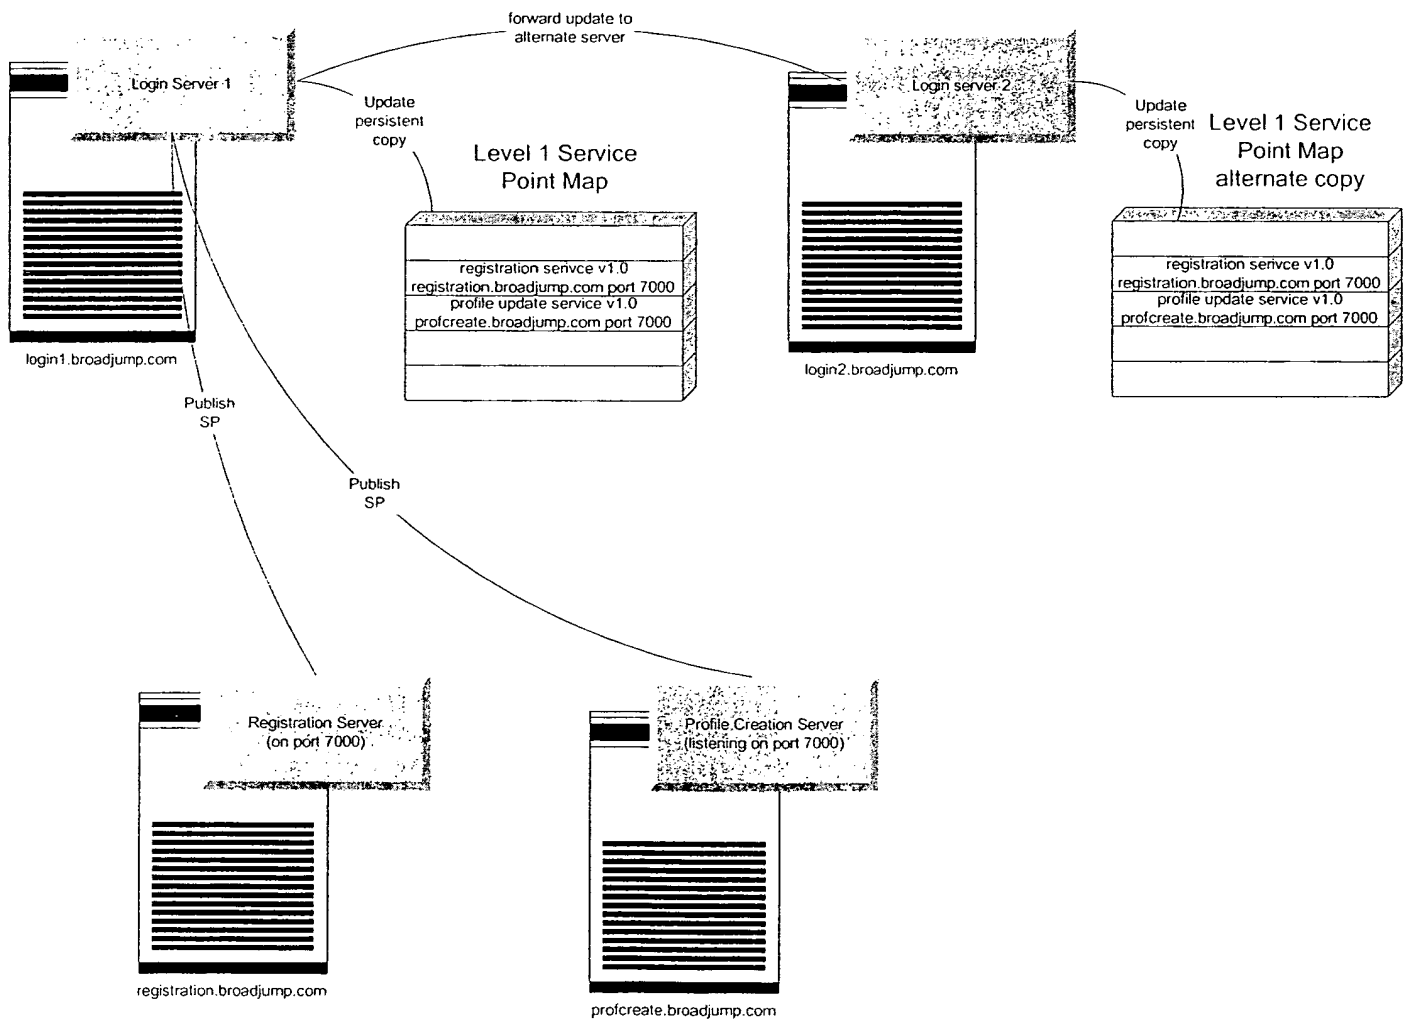 forward update to
alternate server
Login Server 1
Login server 2
Update
persistent
copy
Update
persistent
copy
Level 1 Service
Point Map
Level 1 Service
Point Map
alternate copy
registration serivce v1.0
registration.broadjump.com port 7000
profile update service v1.0
profcreate.broadjump.com port 7000
registration serivce v1.0
registration.broadjump.com port 7000
profile update service v1.0
profcreate.broadjump.com port 7000
login1.broadjump.com
login2.broadjump.com
Publish
SP
Publish
SP
Registration Server
(on port 7000)
Profile Creation Server
(listening on port 7000)
registration.broadjump.com
profcreate.broadjump.com